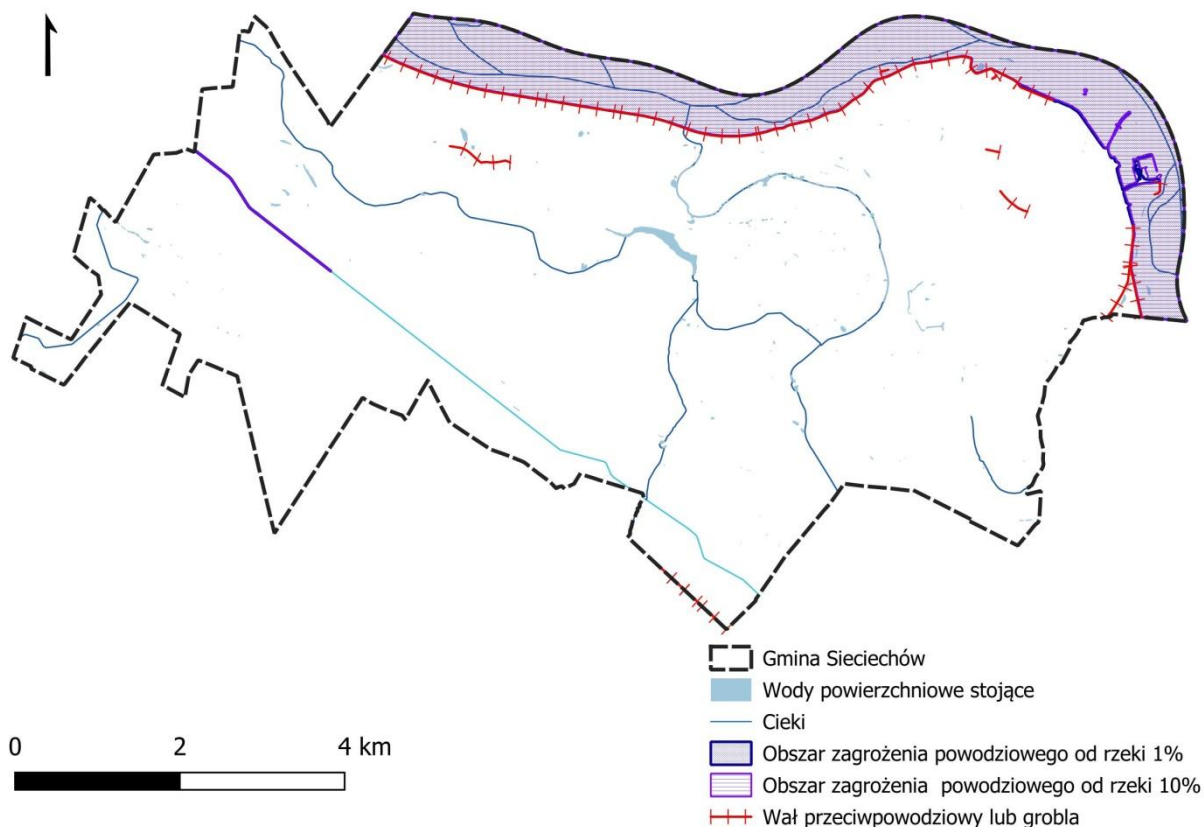 Gmina Sieciechów
Wody powierzchniowe stojące
Cieki
0 2 4 km
Obszar zagrożenia powodziowego od rzeki 1%
Obszar zagrożenia  powodziowego od rzeki 10%
Wał przeciwpowodziowy lub grobla